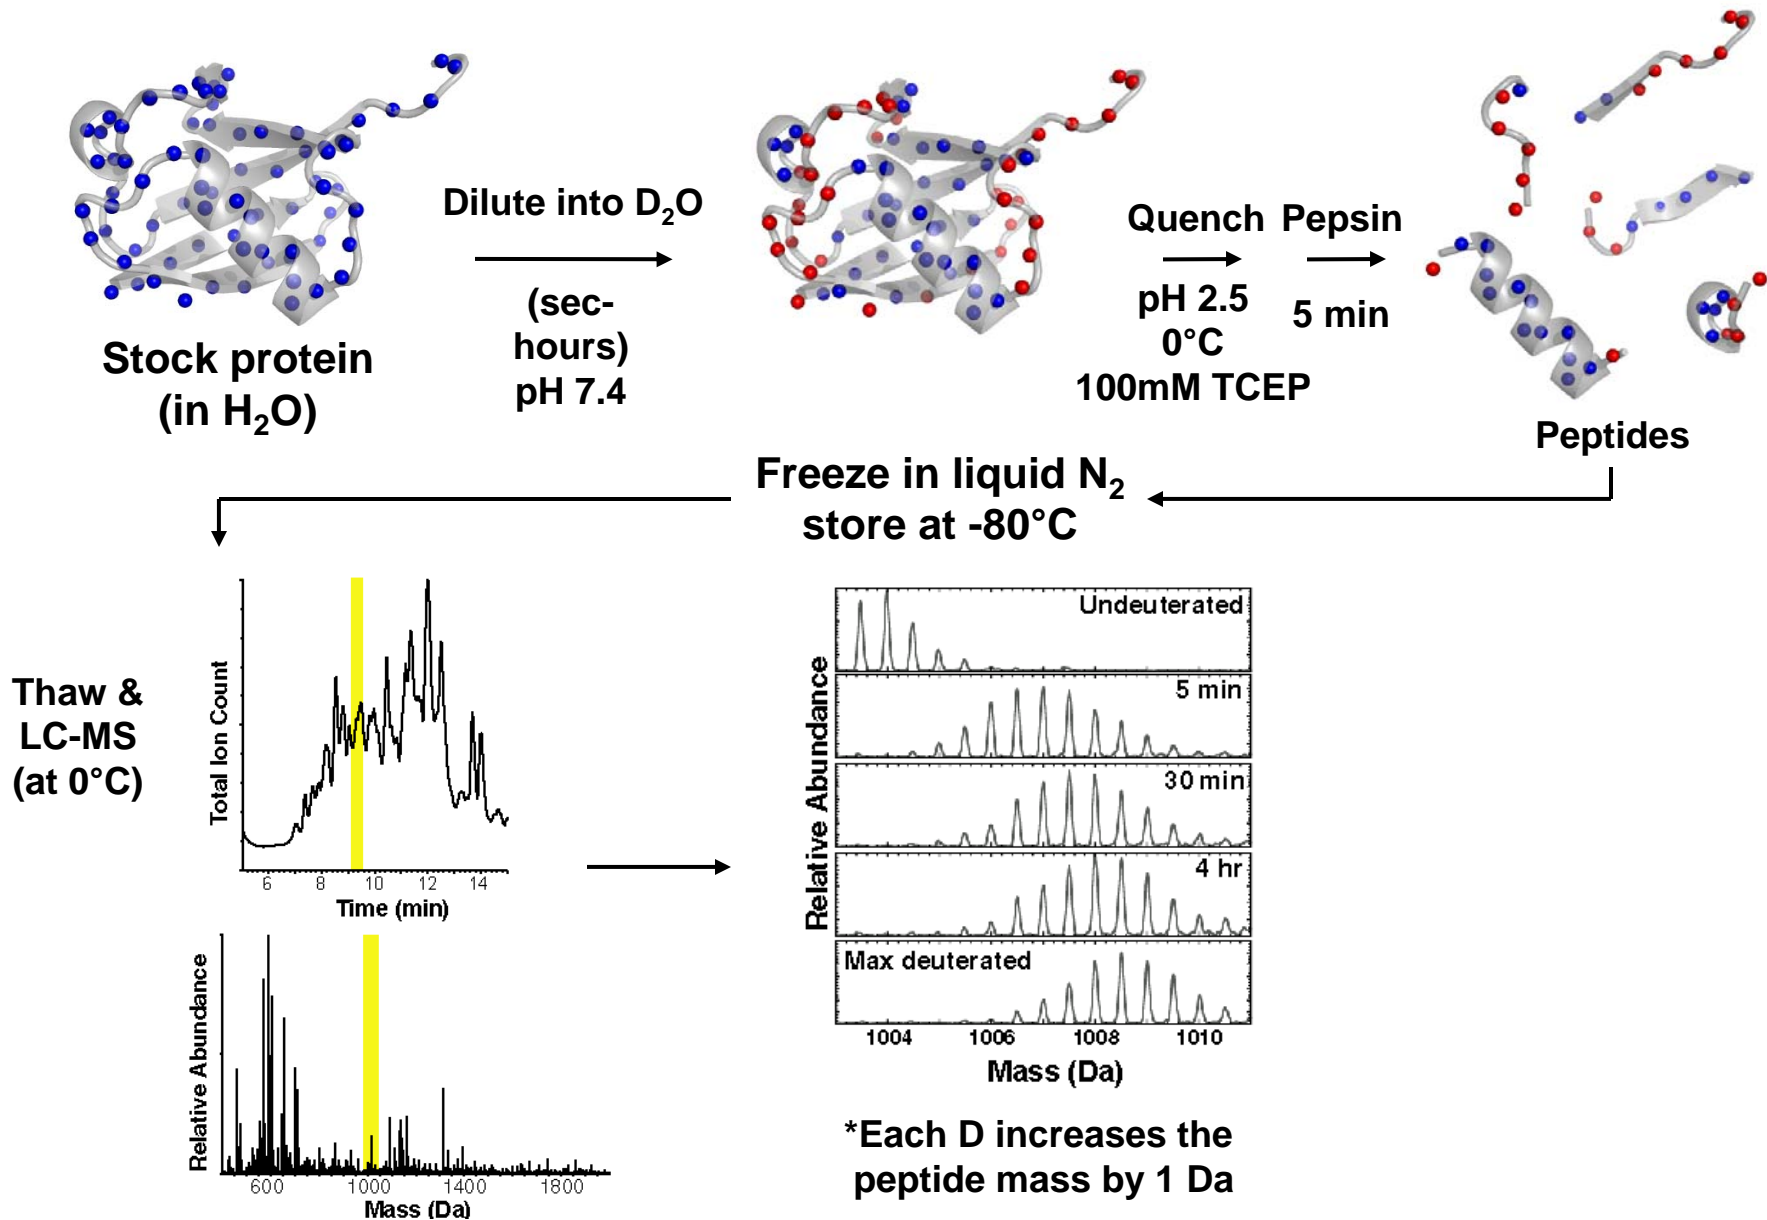 Stock protein
(in H₂O)
Dilute into D₂O
(sec-
hours)
pH 7.4
Quench
pH 2.5
0°C
100mM TCEP
Pepsin
5 min
Peptides
Freeze in liquid N₂
store at -80°C
Thaw &
LC-MS
(at 0°C)
Total Ion Count
6 8 10 12 14
Time (min)
Relative Abundance
600 1000 1400 1800
Mass (Da)
Relative Abundance
Undeuterated
5 min
30 min
4 hr
Max deuterated
1004 1006 1008 1010
Mass (Da)
*Each D increases the
peptide mass by 1 Da